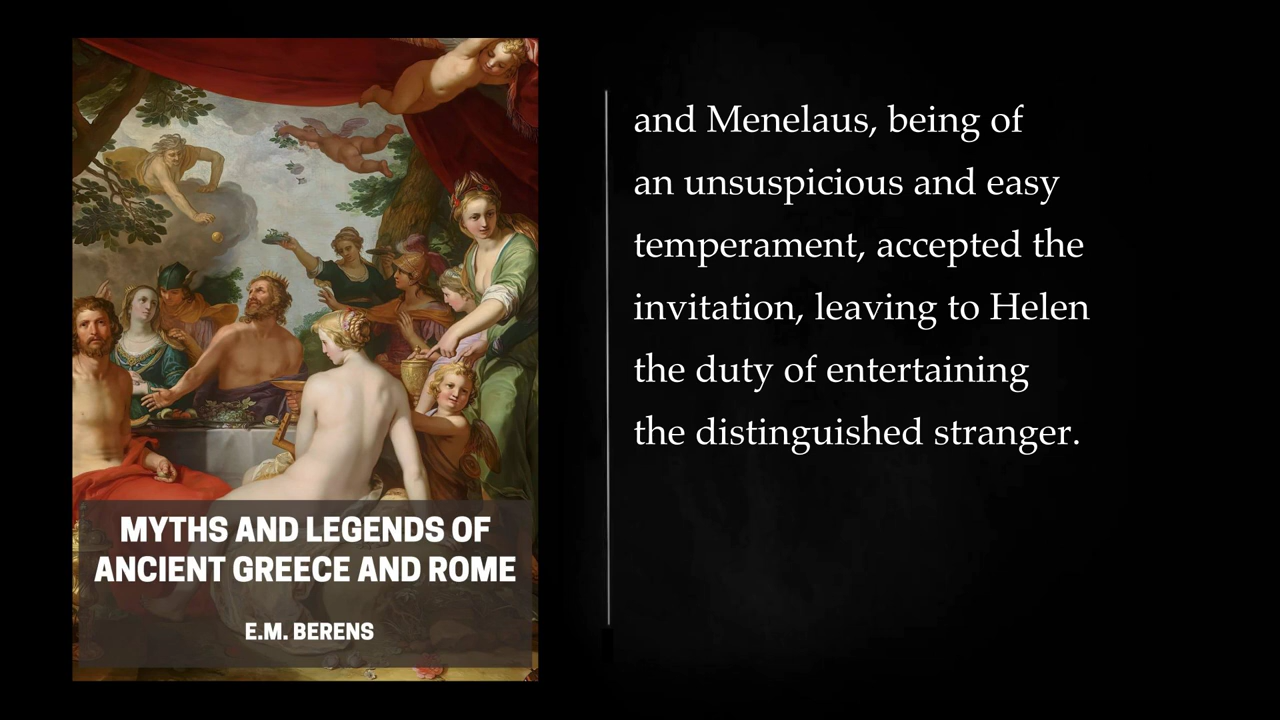 MYTHS AND LEGENDS OF
ANCIENT GREECE AND ROME
E.M. BERENS
and Menelaus, being of
an unsuspicious and easy
temperament, accepted the
invitation, leaving to Helen
the duty of entertaining
the distinguished stranger.